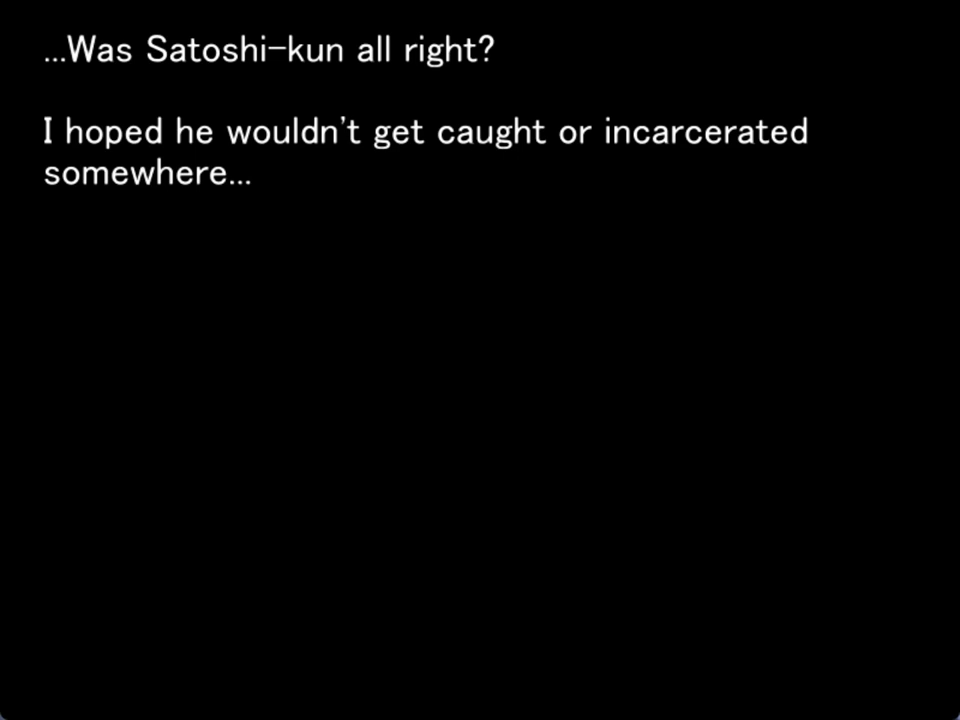 ...Was Satoshi-kun all right?
I hoped he wouldn't get caught or incarcerated
somewhere...